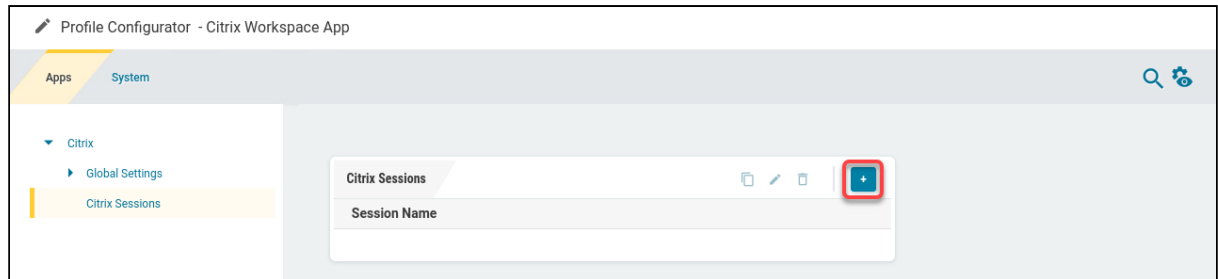 Profile Configurator - Citrix Workspace App
Apps System
Citrix
Global Settings
Citrix Sessions
Citrix Sessions
Session Name